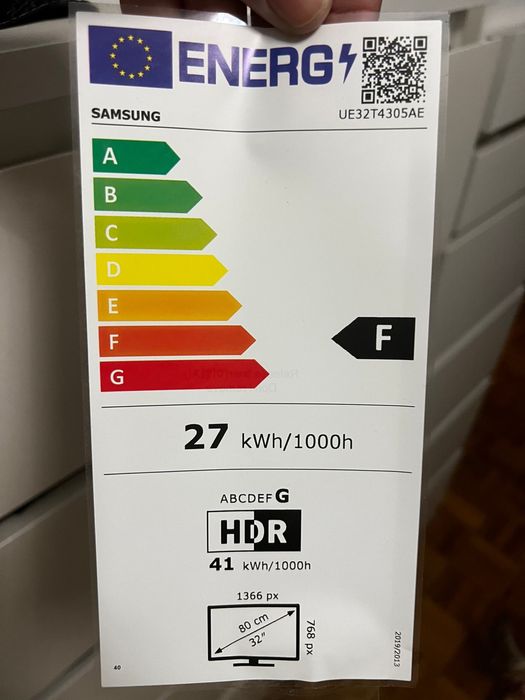 ENERG
SAMSUNG
UE32T4305AE
A
B
C
D
E
F
F
G
27 kWh/1000h
ABCDEFG
HDR
41 kWh/1000h
1366 px
80 cm
32"
768 px
2019/2013
40